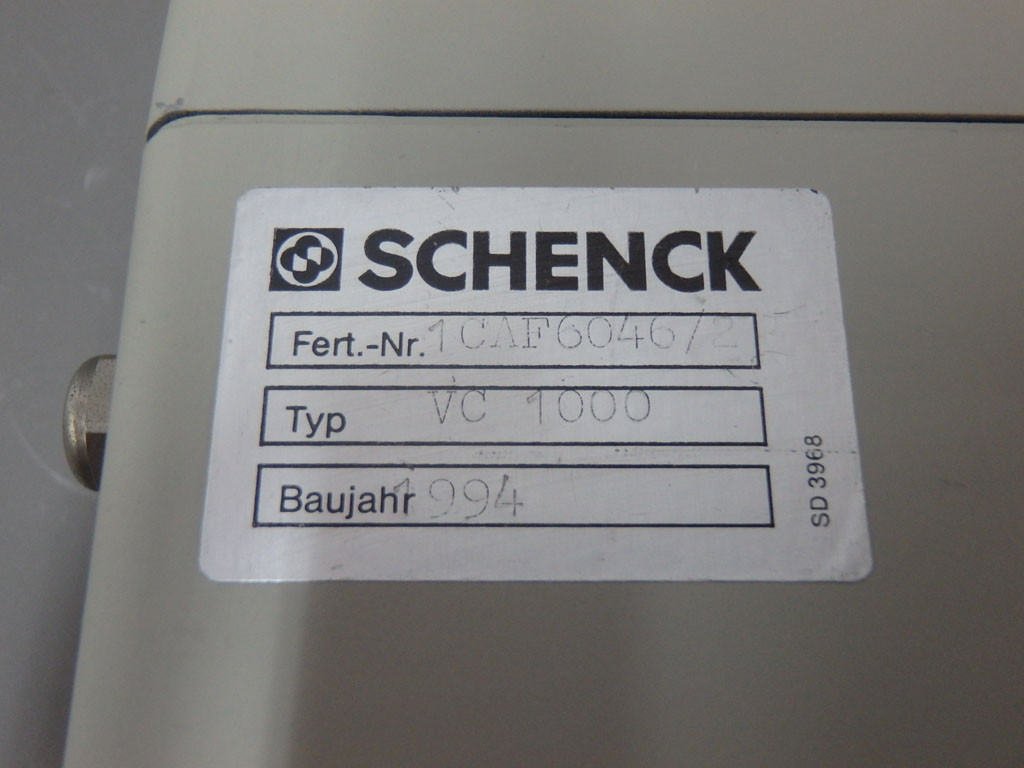 SCHENCK
Fert.-Nr. 1CAF6046/2
Typ VC 1000
Baujahr 1994
SD 3968